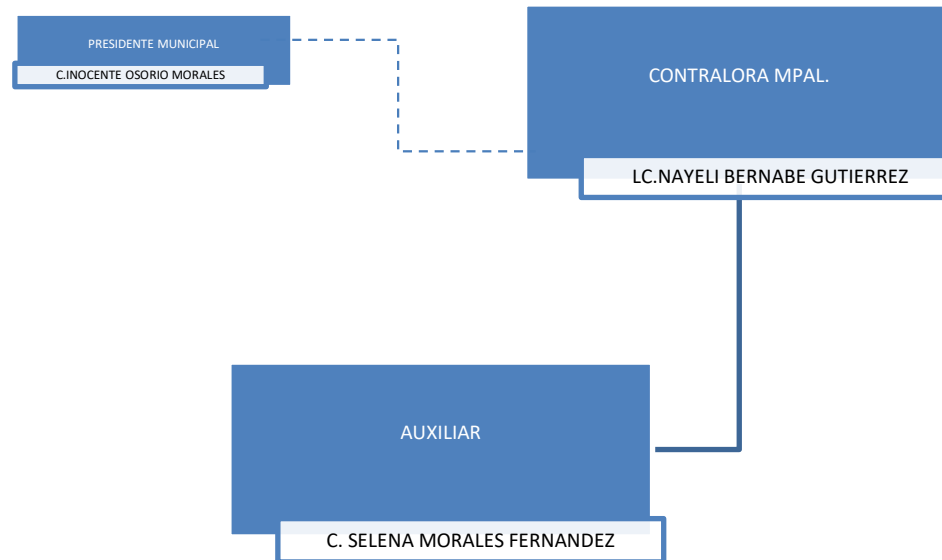 PRESIDENTE MUNICIPAL
C.INOCENTE OSORIO MORALES
CONTRALORA MPAL.
LC.NAYELI BERNABE GUTIERREZ
AUXILIAR
C. SELENA MORALES FERNANDEZ